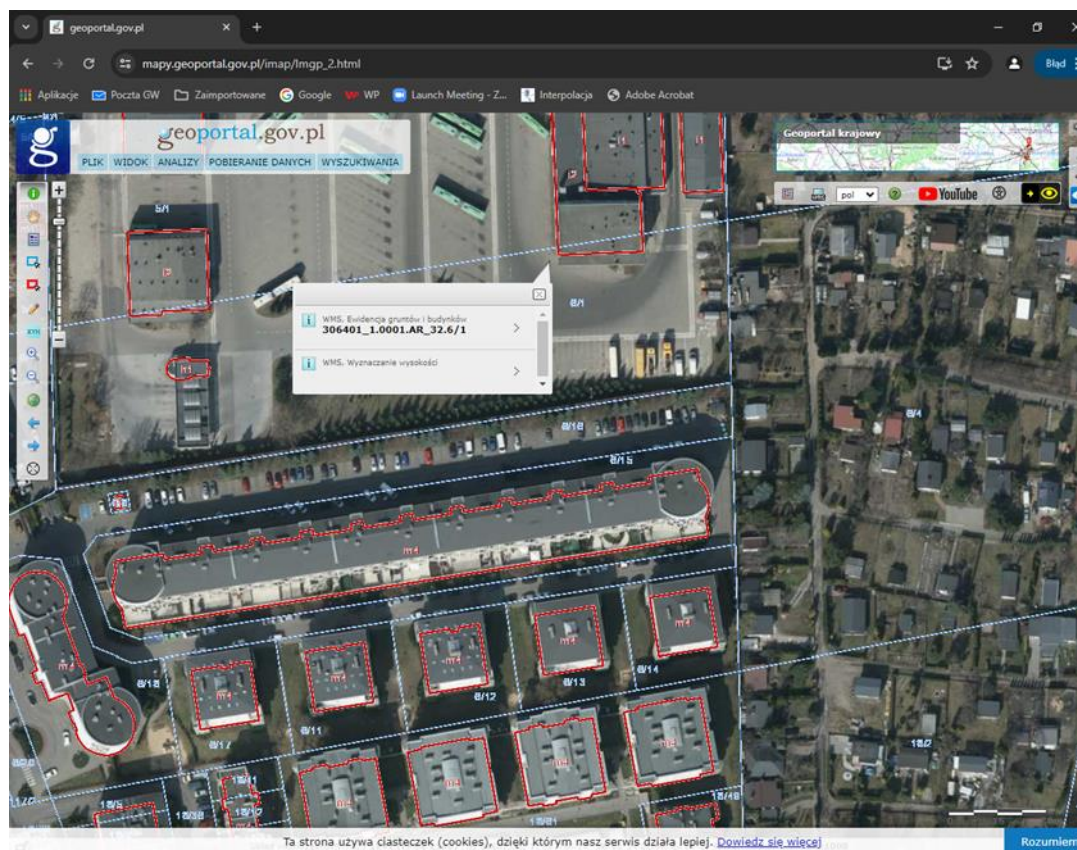 geoportal.gov.pl
mapy.geoportal.gov.pl/imap/Imgp_2.html
Błąd
Aplikacje Poczta GW Zaimportowane Google WP Launch Meeting - Z... Interpolacja Adobe Acrobat
geoportal.gov.pl
PLIK WIDOK ANALIZY POBIERANIE DANYCH WYSZUKIWANIA
Geoportal krajowy
pol YouTube
5/1
6/1
WMS. Ewidencja gruntów i budynków
306401_1.0001.AR_32.6/1
WMS. Wyznaczanie wysokości
XYH
8/4
8/16
8/15
8/14
8/13
8/12
8/11
8/17
8/18
Ta strona używa ciasteczek (cookies), dzięki którym nasz serwis działa lepiej. Dowiedz się więcej
Rozumiem